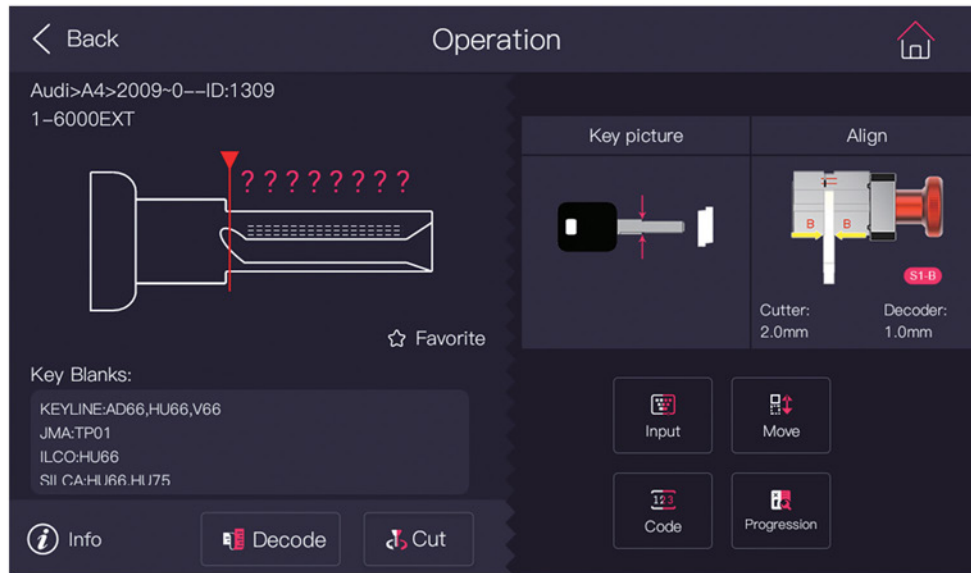 Back
Operation
Audi>A4>2009~0--ID:1309
1-6000EXT
????????
Favorite
Key Blanks:
KEYLINE:AD66,HU66,V66
JMA:TP01
ILCO:HU66
SILCA:HU66,HU75
Info
Decode
Cut
Key picture
Align
B B
S1-B
Cutter:
2.0mm
Decoder:
1.0mm
Input
Move
123
Code
Progression